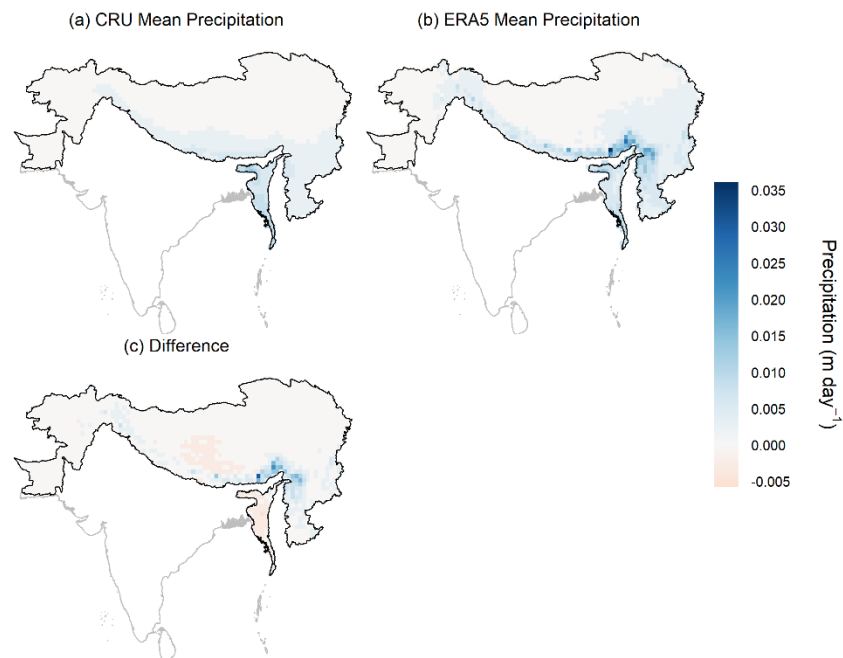 (a) CRU Mean Precipitation
(b) ERA5 Mean Precipitation
(c) Difference
0.035
0.030
0.025
0.020
0.015
0.010
0.005
0.000
-0.005
Precipitation (m day⁻¹)